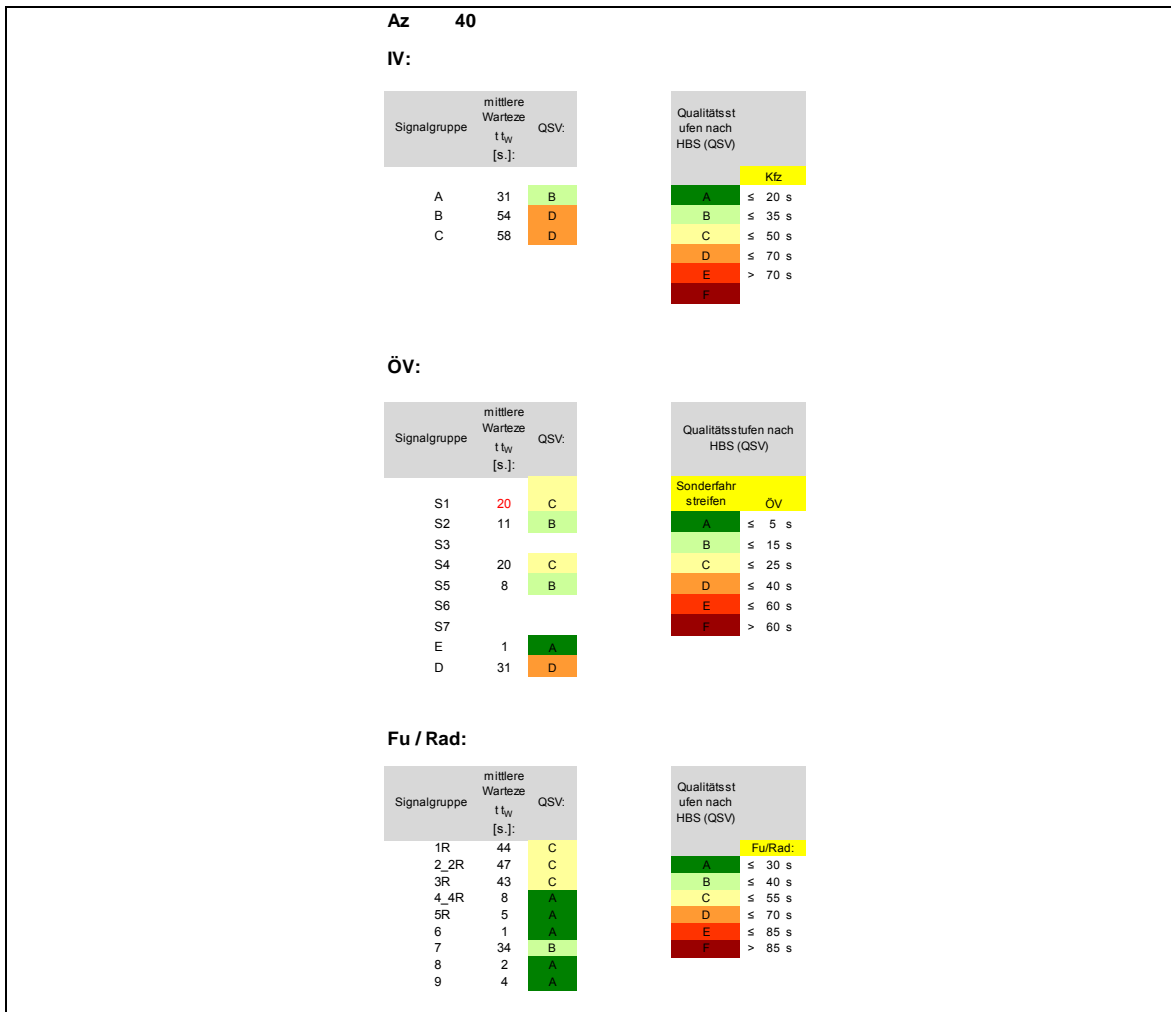 Az 40
IV:
Signalgruppe mittlere Warteze t tW [s.]: QSV:
A 31 B
B 54 D
C 58 D
Qualitätsst ufen nach HBS (QSV)
Kfz
A ≤ 20 s
B ≤ 35 s
C ≤ 50 s
D ≤ 70 s
E > 70 s
F
ÖV:
Signalgruppe mittlere Warteze t tW [s.]: QSV:
S1 20 C
S2 11 B
S3
S4 20 C
S5 8 B
S6
S7
E 1 A
D 31 D
Qualitätsstufen nach HBS (QSV)
Sonderfahr streifen ÖV
A ≤ 5 s
B ≤ 15 s
C ≤ 25 s
D ≤ 40 s
E ≤ 60 s
F > 60 s
Fu / Rad:
Signalgruppe mittlere Warteze t tW [s.]: QSV:
1R 44 C
2_2R 47 C
3R 43 C
4_4R 8 A
5R 5 A
6 1 A
7 34 B
8 2 A
9 4 A
Qualitätsst ufen nach HBS (QSV)
Fu/Rad:
A ≤ 30 s
B ≤ 40 s
C ≤ 55 s
D ≤ 70 s
E ≤ 85 s
F > 85 s